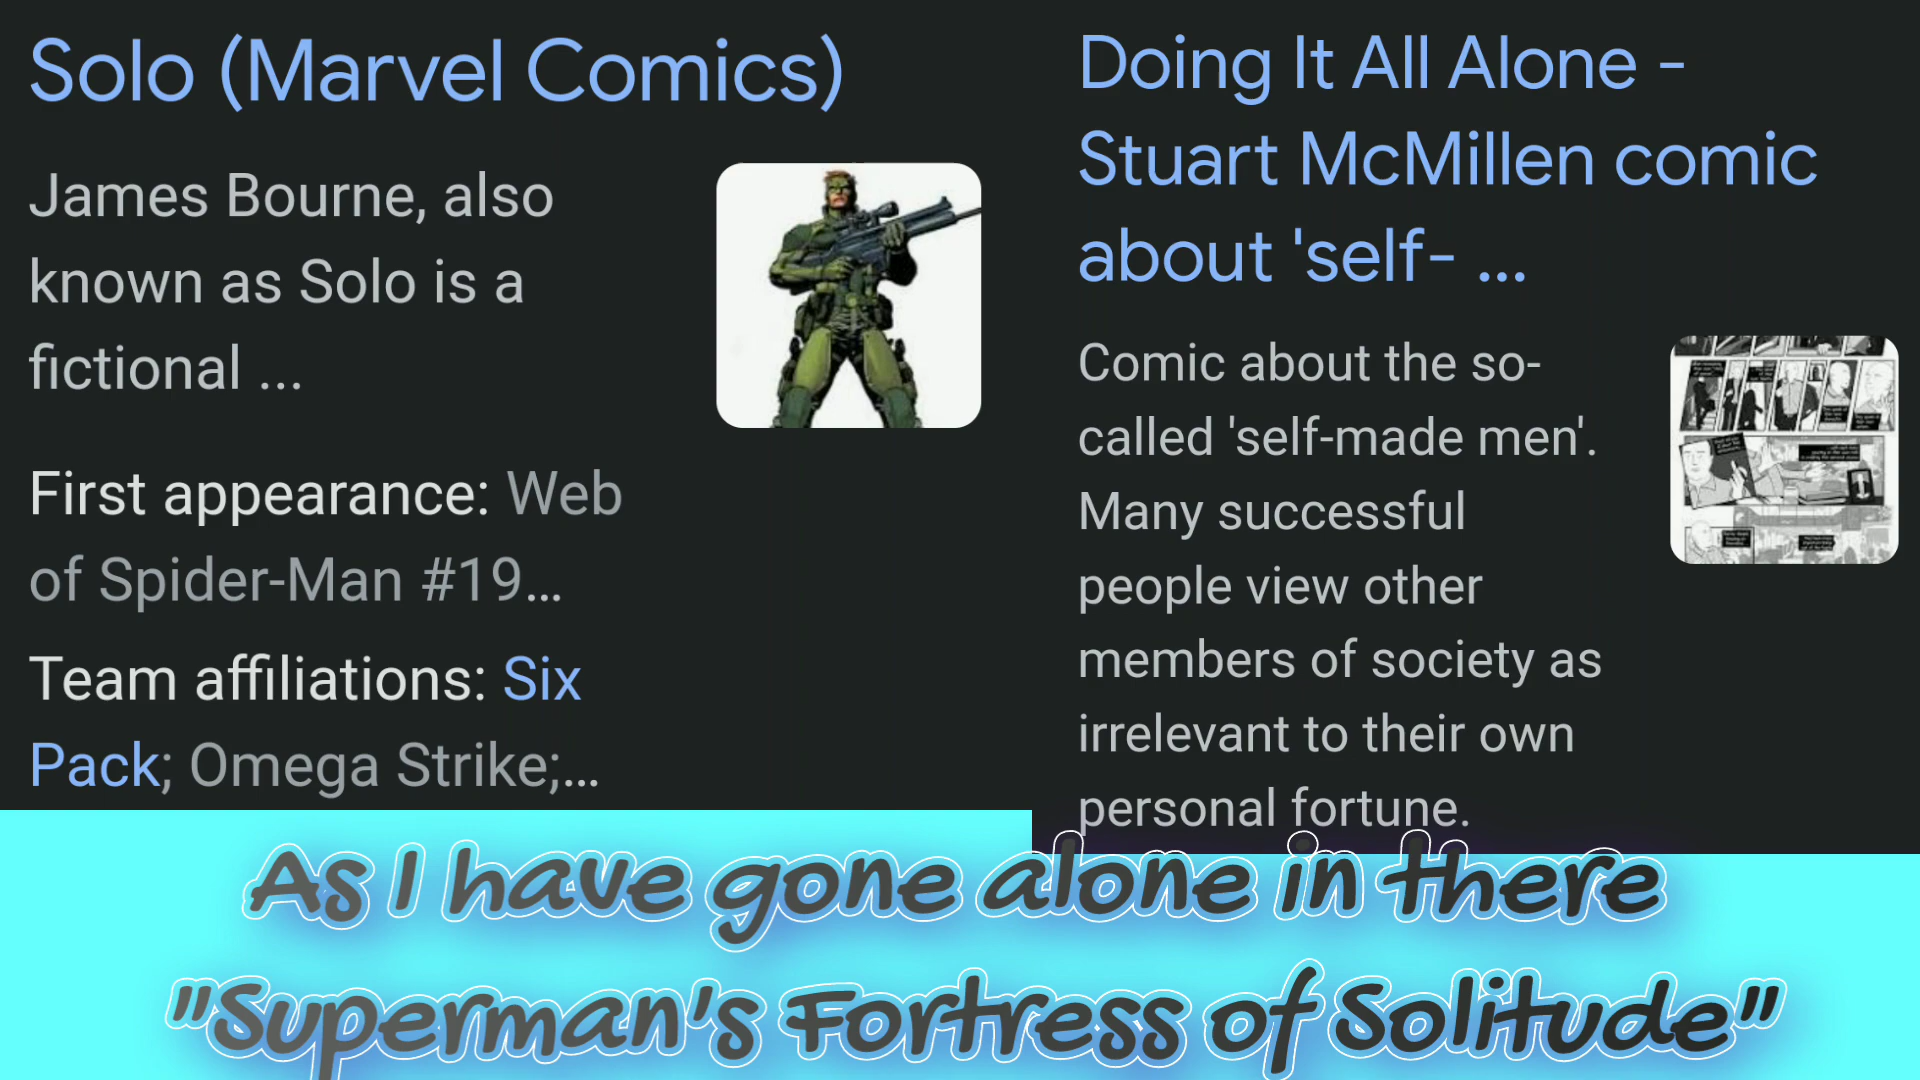 Solo (Marvel Comics)
James Bourne, also
known as Solo is a
fictional ...
First appearance: Web
of Spider-Man #19...
Team affiliations: Six
Pack; Omega Strike;...
Doing It All Alone -
Stuart McMillen comic
about 'self- ...
Comic about the so-
called 'self-made men'.
Many successful
people view other
members of society as
irrelevant to their own
personal fortune.
As I have gone alone in there
"Superman's Fortress of Solitude"